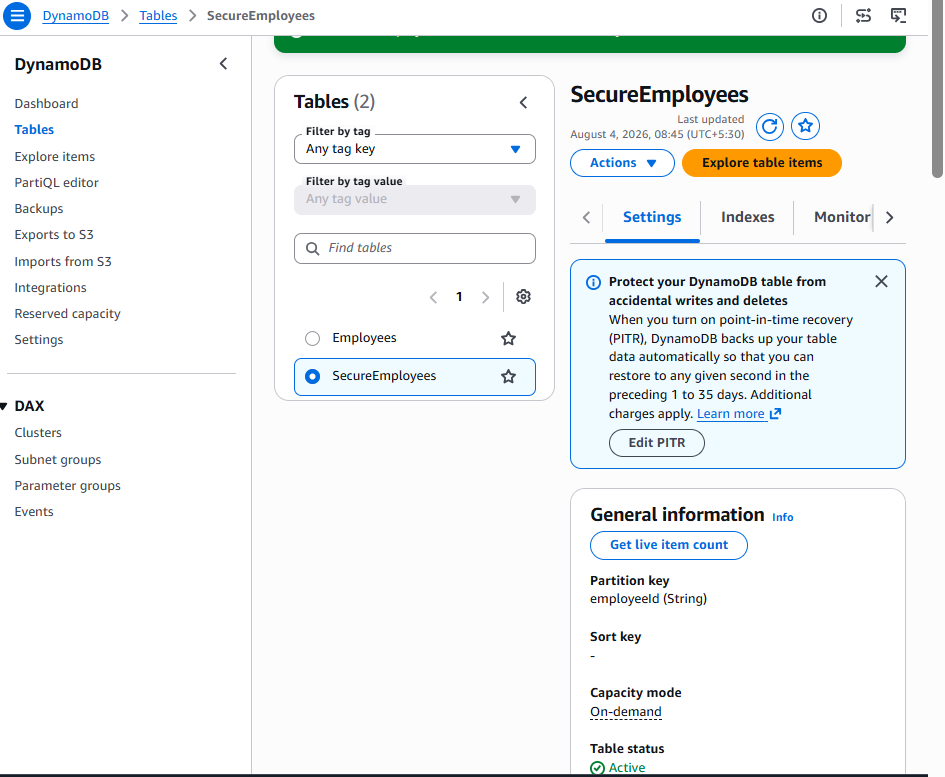 DynamoDB > Tables > SecureEmployees
DynamoDB
Dashboard
Tables
Explore items
PartiQL editor
Backups
Exports to S3
Imports from S3
Integrations
Reserved capacity
Settings
DAX
Clusters
Subnet groups
Parameter groups
Events
Tables (2)
Filter by tag
Any tag key
Filter by tag value
Any tag value
Find tables
1
Employees
SecureEmployees
SecureEmployees
Last updated
August 4, 2026, 08:45 (UTC+5:30)
Actions
Explore table items
Settings
Indexes
Monitor
Protect your DynamoDB table from
accidental writes and deletes
When you turn on point-in-time recovery
(PITR), DynamoDB backs up your table
data automatically so that you can
restore to any given second in the
preceding 1 to 35 days. Additional
charges apply. Learn more
Edit PITR
General information Info
Get live item count
Partition key
employeeId (String)
Sort key
-
Capacity mode
On-demand
Table status
Active